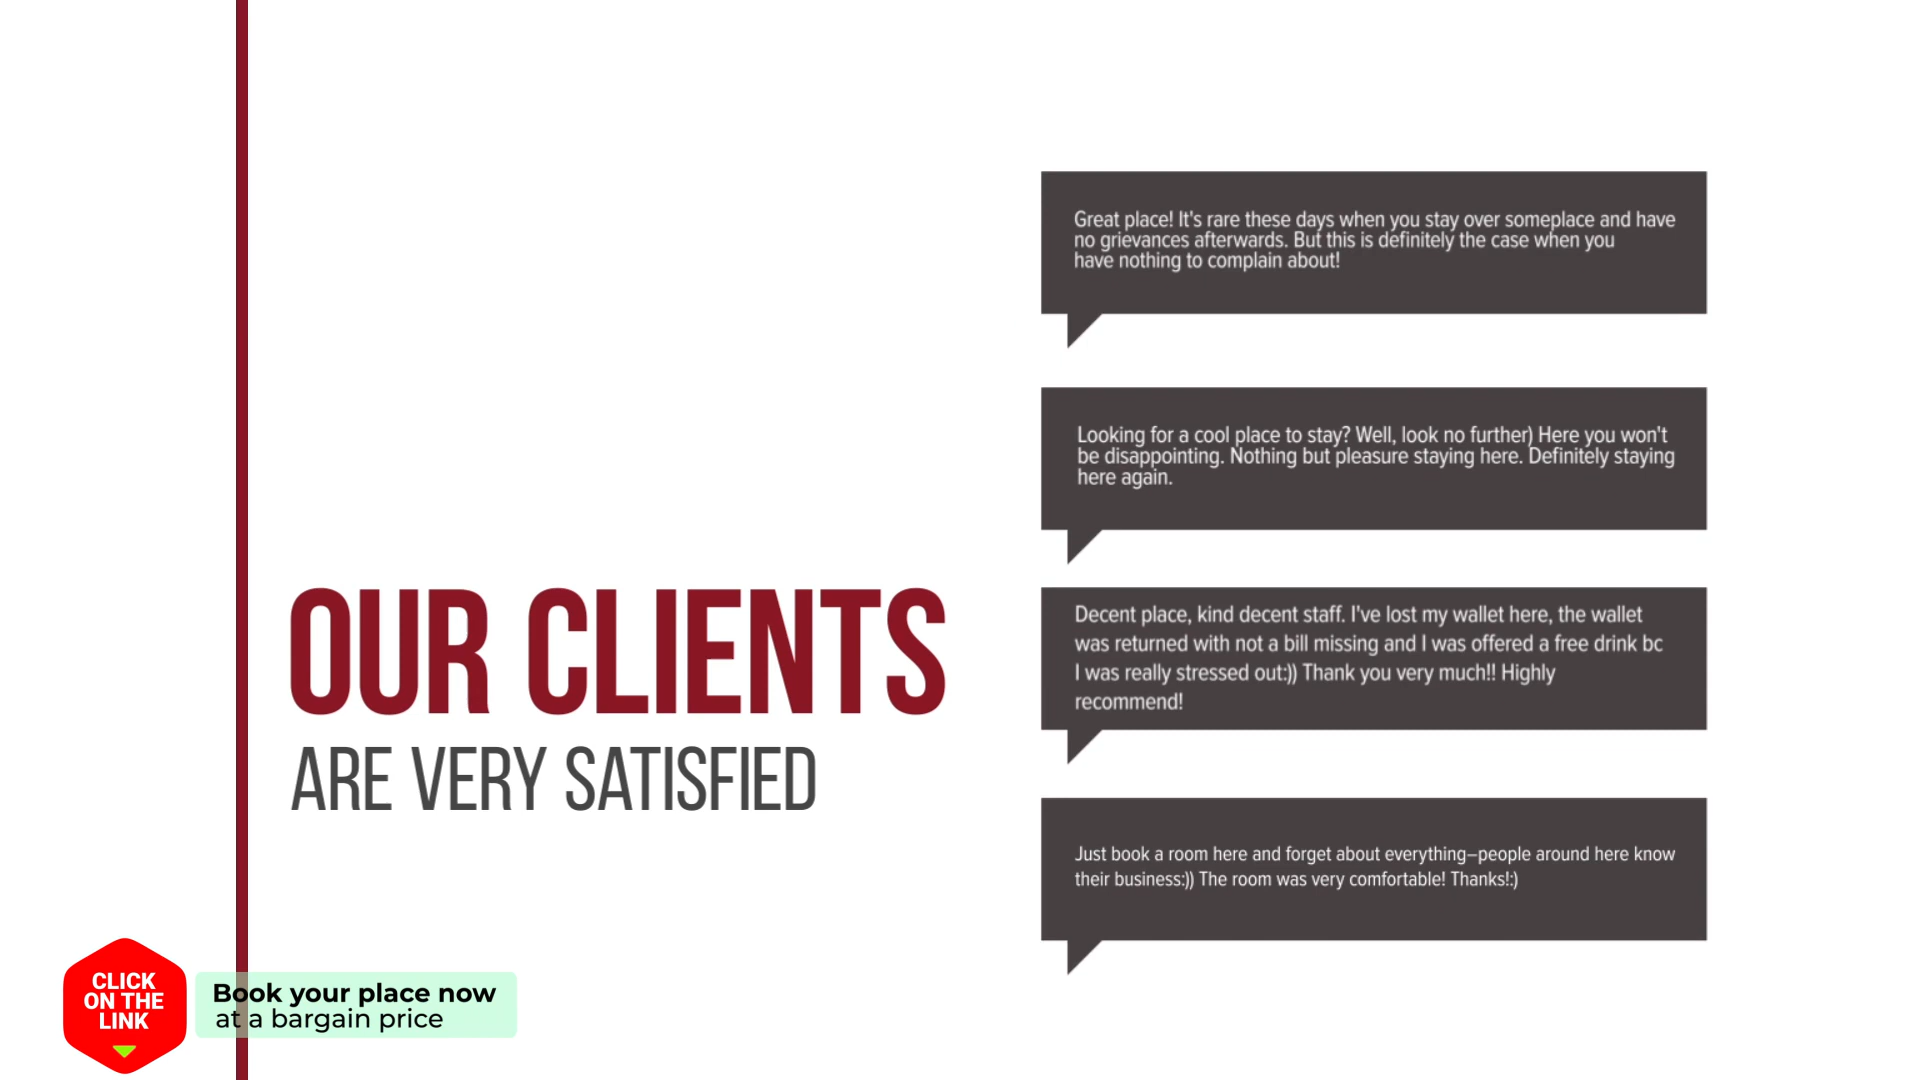 Great place! It's rare these days when you stay over someplace and have
no grievances afterwards. But this is definitely the case when you
have nothing to complain about!
Looking for a cool place to stay? Well, look no further) Here you won't
be disappointing. Nothing but pleasure staying here. Definitely staying
here again.
OUR CLIENTS
ARE VERY SATISFIED
Decent place, kind decent staff. I've lost my wallet here, the wallet
was returned with not a bill missing and I was offered a free drink bc
I was really stressed out:)) Thank you very much!! Highly
recommend!
Just book a room here and forget about everything–people around here know
their business:)) The room was very comfortable! Thanks!:)
CLICK
ON THE
LINK
Book your place now
at a bargain price